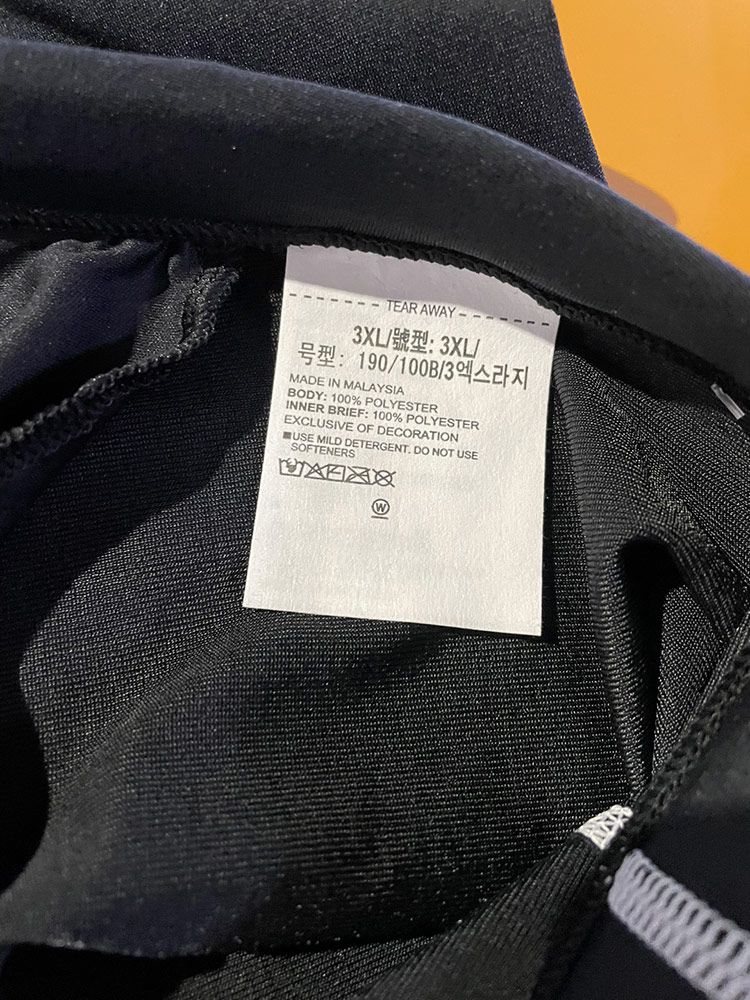 TEAR AWAY
3XL/號型: 3XL/
号型: 190/100B/3엑스라지
MADE IN MALAYSIA
BODY: 100% POLYESTER
INNER BRIEF: 100% POLYESTER
EXCLUSIVE OF DECORATION
■USE MILD DETERGENT. DO NOT USE
SOFTENERS
W